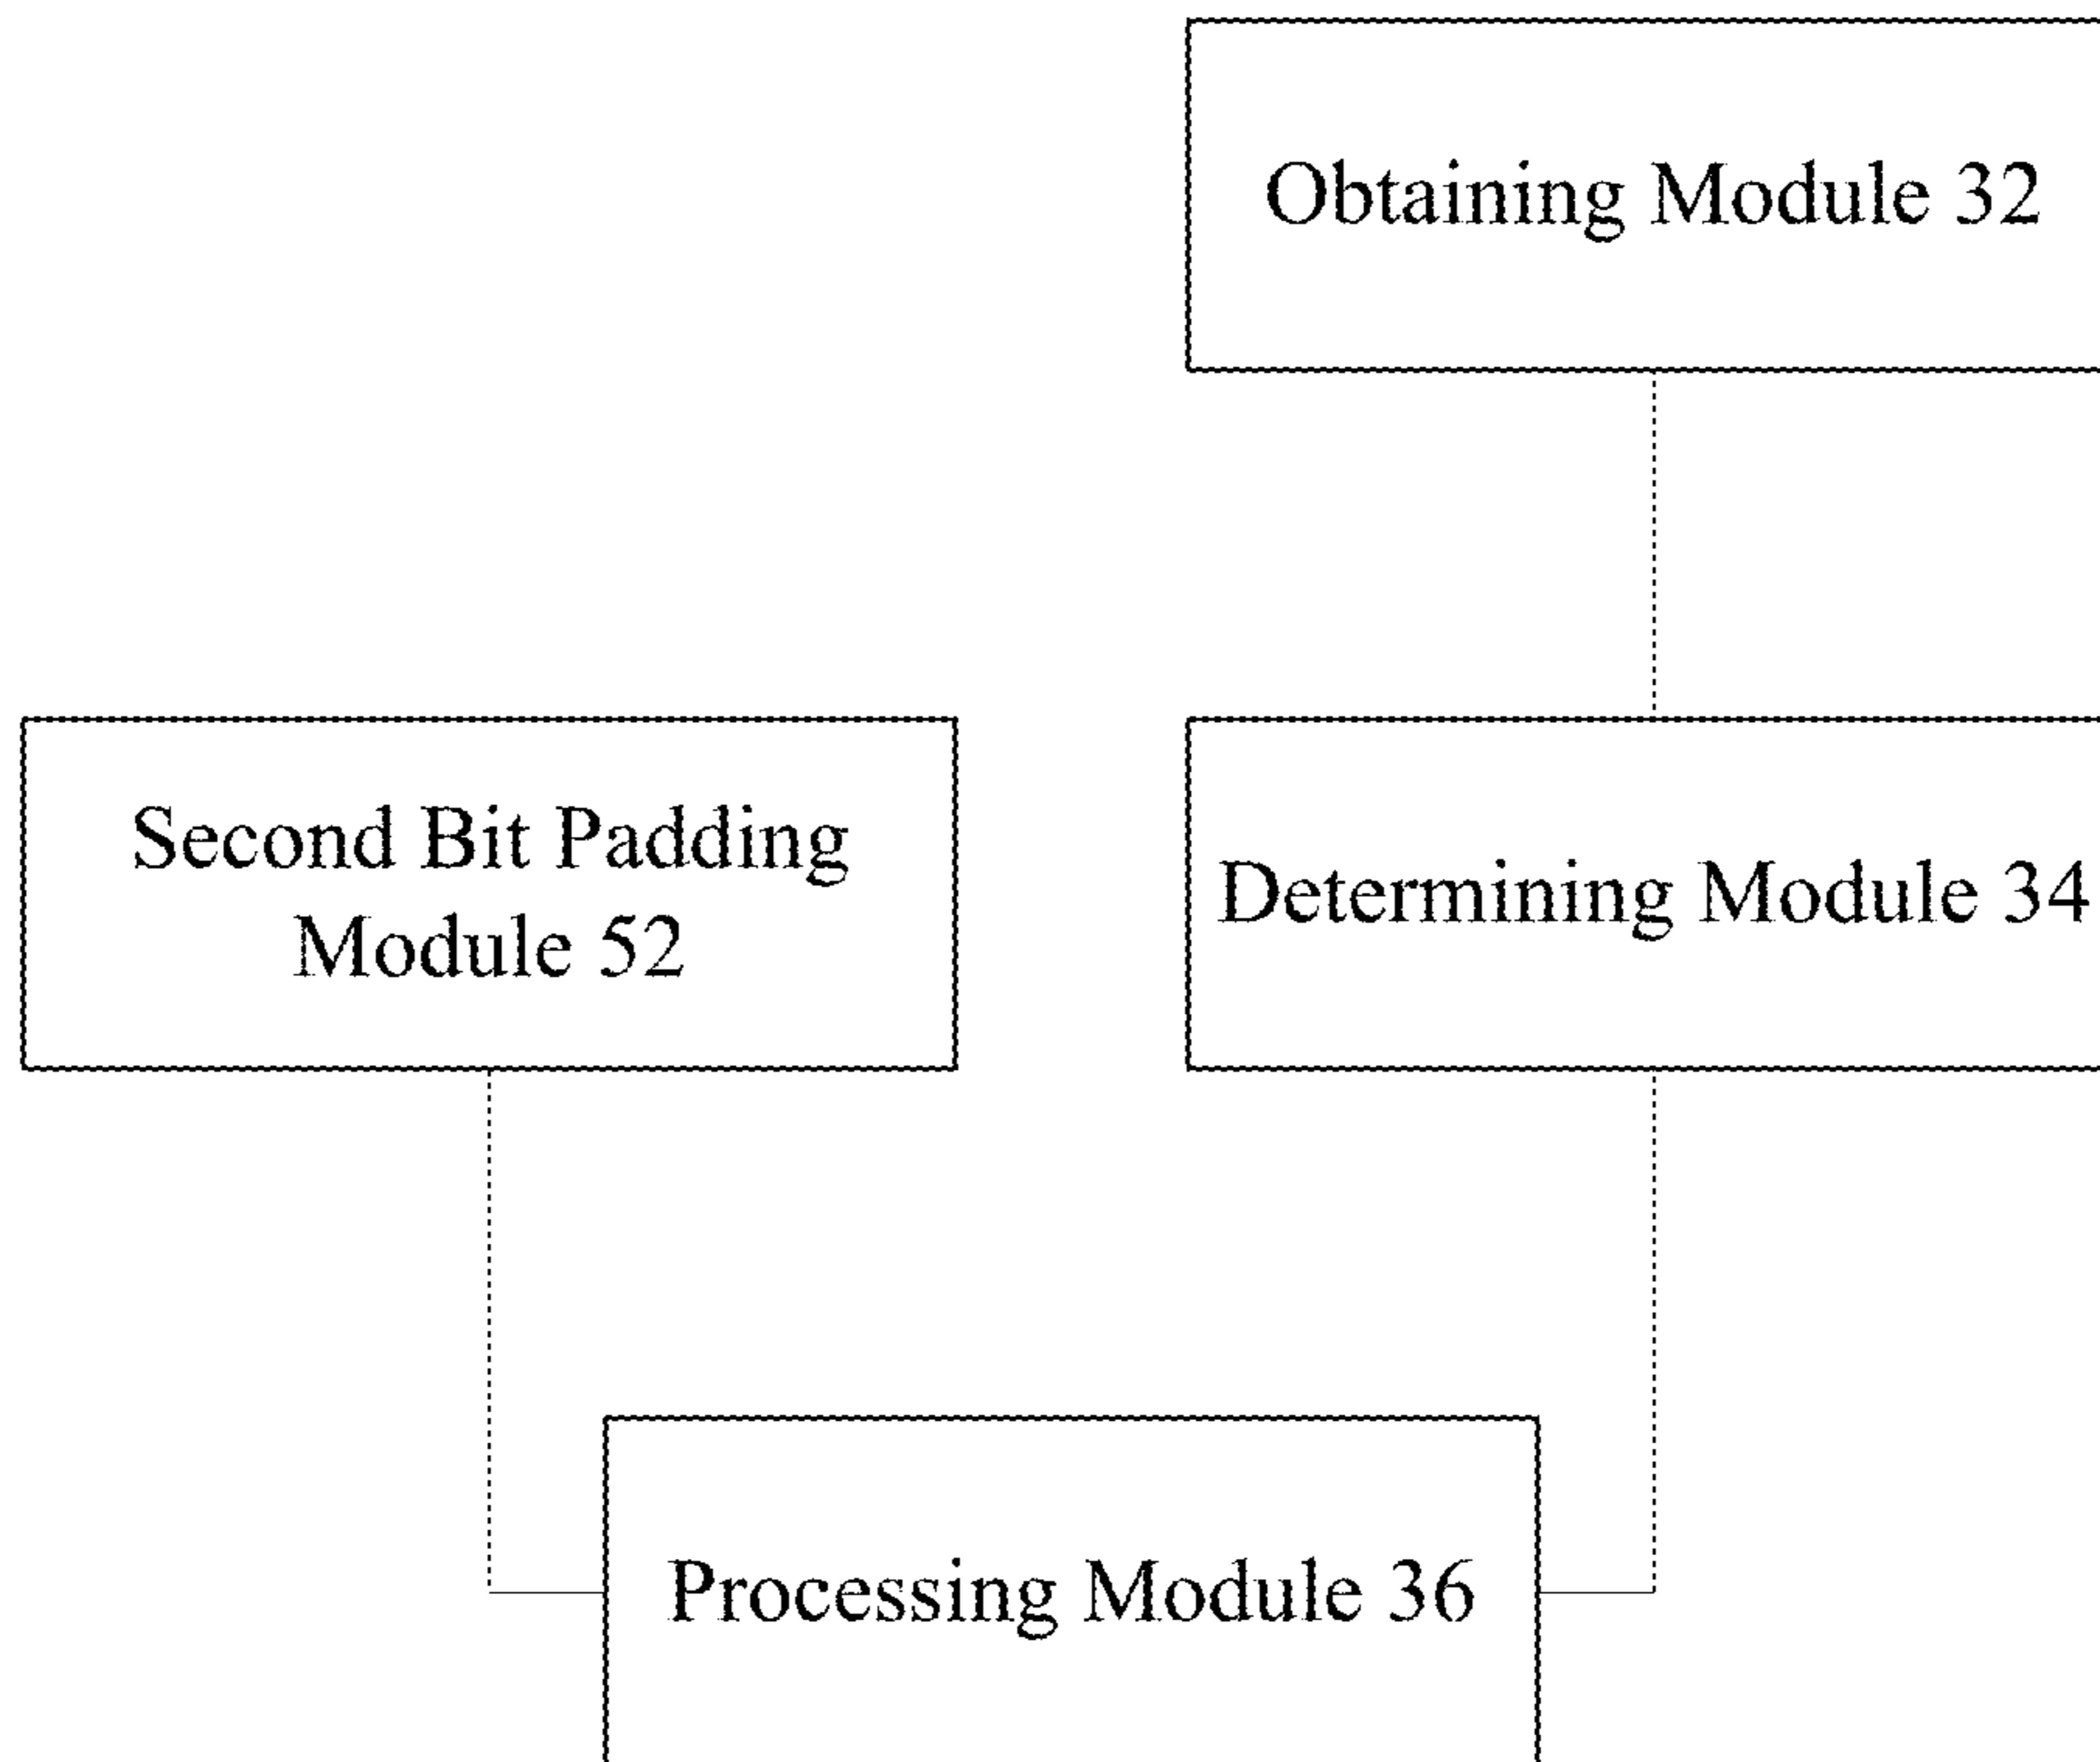 Obtaining Module 32
Second Bit Padding
Module 52
Determining Module 34
Processing Module 36